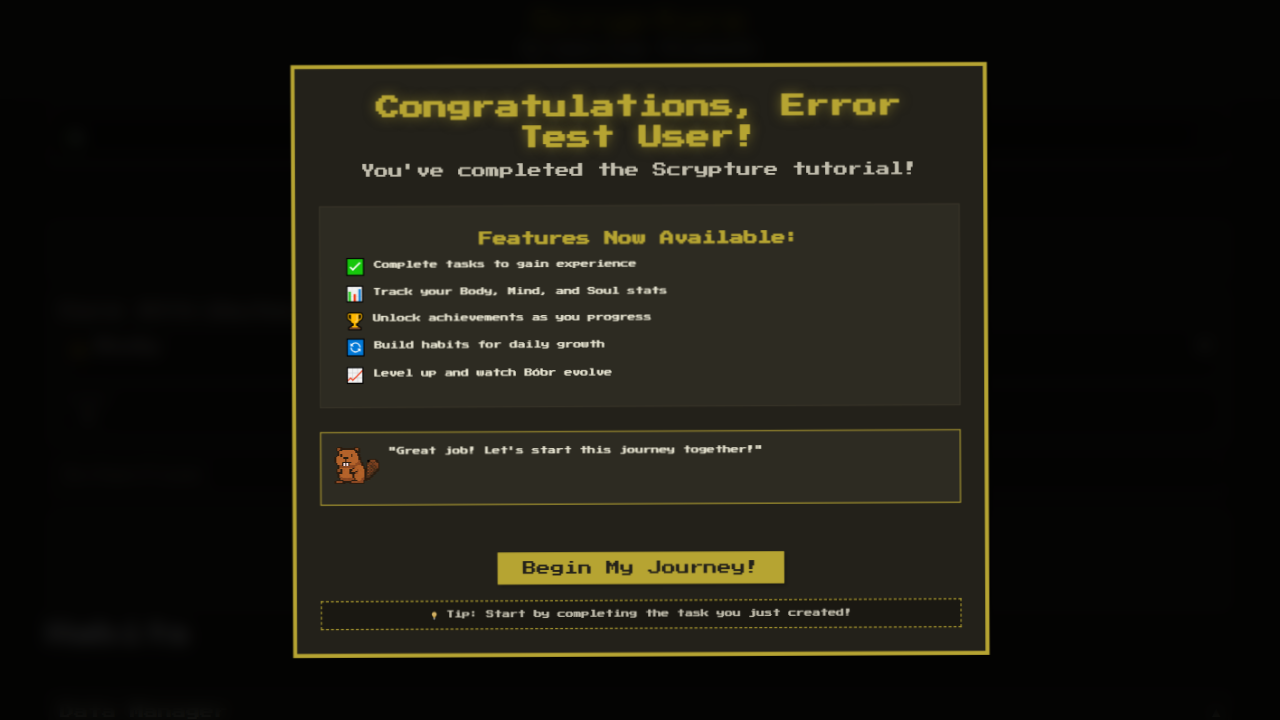 Congratulations, Error
Test User!
You've completed the Scrypture tutorial!
Features Now Available:
Complete tasks to gain experience
Track your Body, Mind, and Soul stats
Unlock achievements as you progress
Build habits for daily growth
Level up and watch Bóbr evolve
"Great job! Let's start this journey together!"
Begin My Journey!
Tip: Start by completing the task you just created!